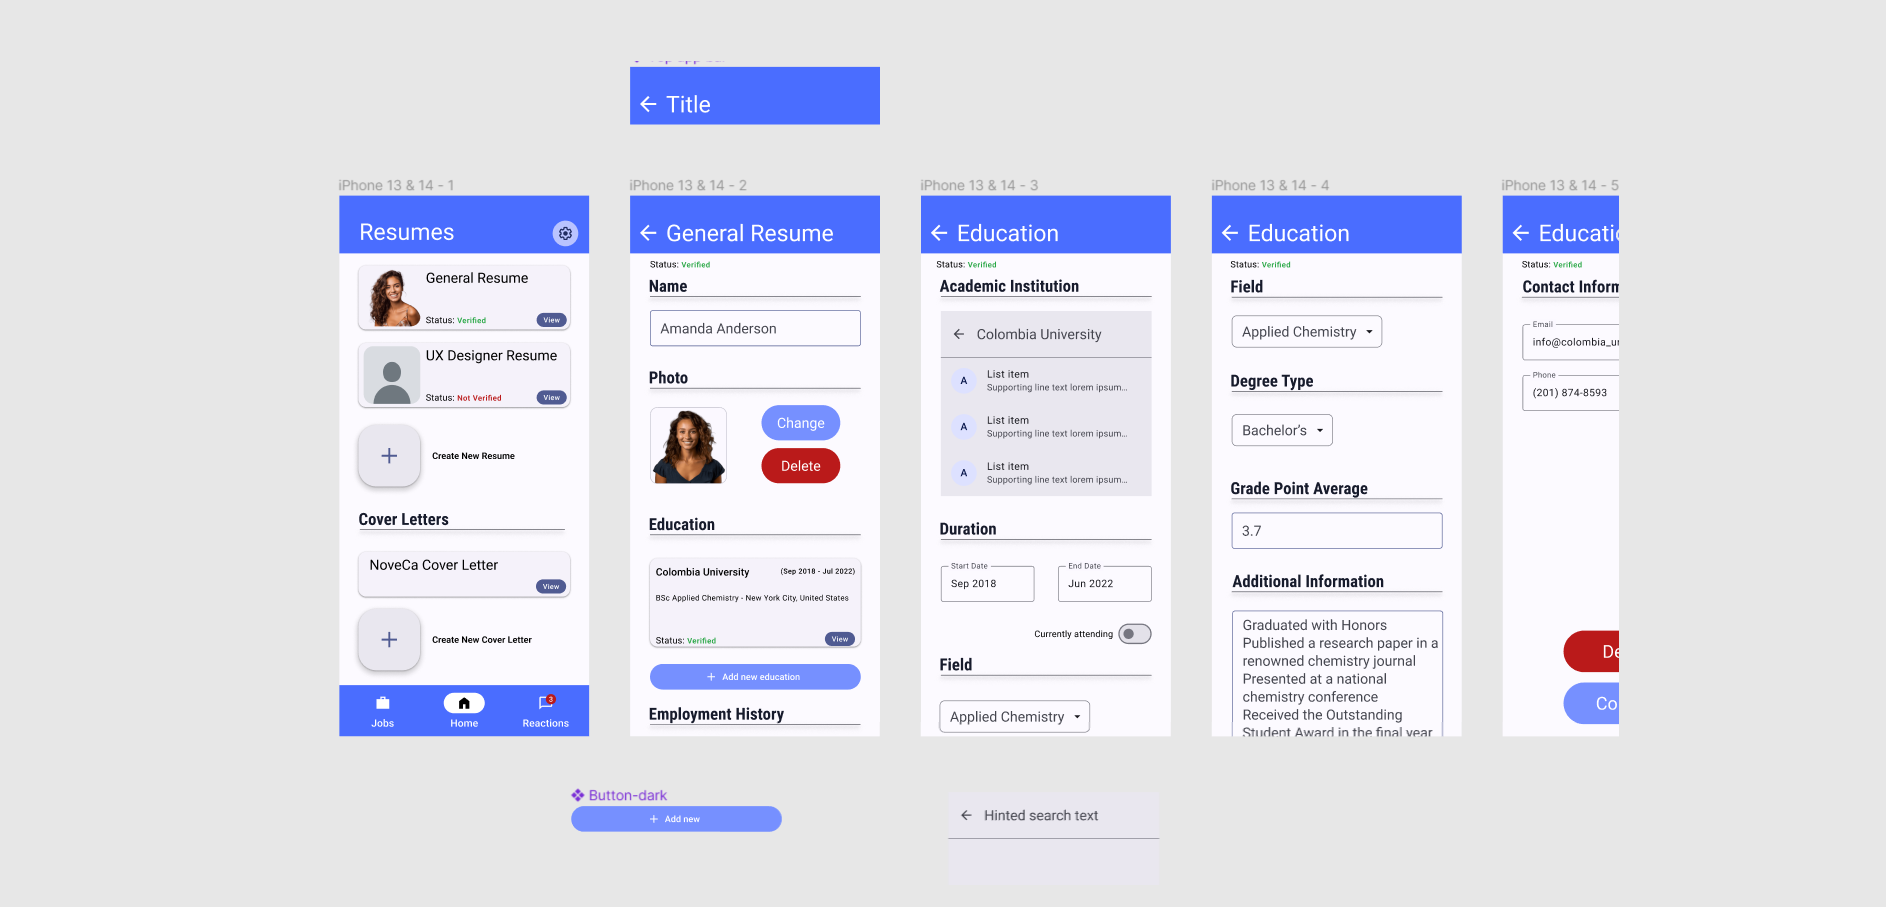 Title
iPhone 13 & 14 - 1
Resumes
General Resume
Status: Verified
View
UX Designer Resume
Status: Not Verified
View
Create New Resume
Cover Letters
NoveCa Cover Letter
View
Create New Cover Letter
Jobs
Home
3
Reactions
iPhone 13 & 14 - 2
General Resume
Status: Verified
Name
Amanda Anderson
Photo
Change
Delete
Education
Colombia University (Sep 2018 - Jul 2022)
BSc Applied Chemistry - New York City, United States
Status: Verified
View
Add new education
Employment History
iPhone 13 & 14 - 3
Education
Status: Verified
Academic Institution
Colombia University
A
List item
Supporting line text lorem ipsum...
A
List item
Supporting line text lorem ipsum...
A
List item
Supporting line text lorem ipsum...
Duration
Start Date
Sep 2018
End Date
Jun 2022
Currently attending
Field
Applied Chemistry
iPhone 13 & 14 - 4
Education
Status: Verified
Field
Applied Chemistry
Degree Type
Bachelor's
Grade Point Average
3.7
Additional Information
Graduated with Honors
Published a research paper in a
renowned chemistry journal
Presented at a national
chemistry conference
Received the Outstanding
Student Award in the final year
iPhone 13 & 14 - 5
Educatio
Status: Verified
Contact Inform
Email
info@colombia_u
Phone
(201) 874-8593
De
Co
Button-dark
Add new
Hinted search text